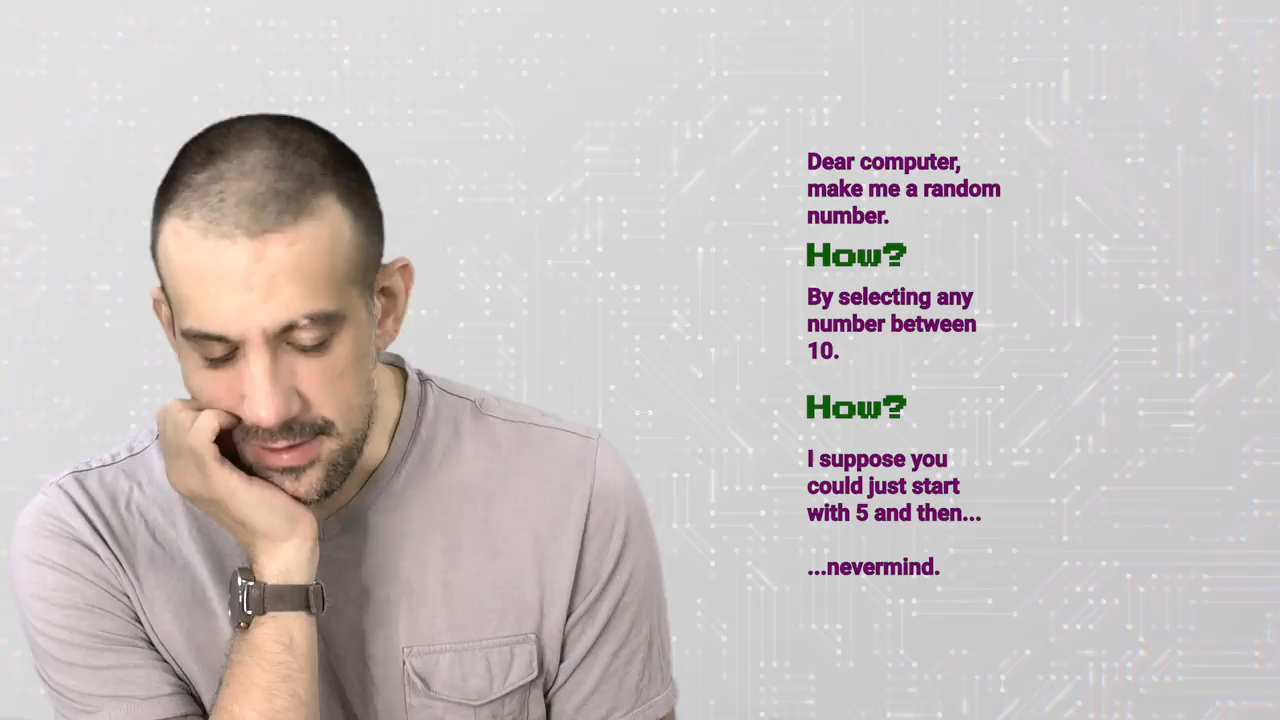 Dear computer,
make me a random
number.
How?
By selecting any
number between
10.
How?
I suppose you
could just start
with 5 and then...
...nevermind.